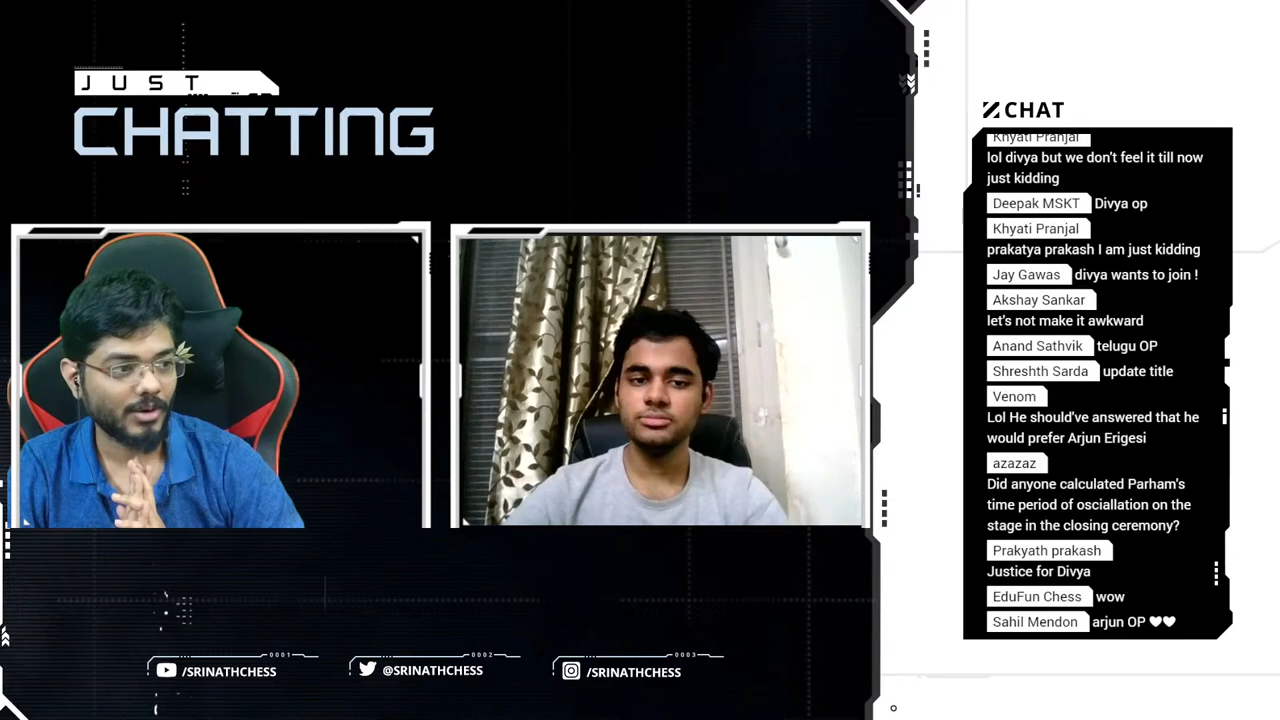 JUST
CHATTING
CHAT
Khyati Pranjal
lol divya but we don't feel it till now
just kidding
Deepak MSKT Divya op
Khyati Pranjal
prakatya prakash I am just kidding
Jay Gawas divya wants to join !
Akshay Sankar
let's not make it awkward
Anand Sathvik telugu OP
Shreshth Sarda update title
Venom
Lol He should've answered that he
would prefer Arjun Erigesi
azazaz
Did anyone calculated Parham's
time period of osciallation on the
stage in the closing ceremony?
Prakyath prakash
Justice for Divya
EduFun Chess wow
Sahil Mendon arjun OP 🤍🤍
0001
/SRINATHCHESS
0002
@SRINATHCHESS
0003
/SRINATHCHESS